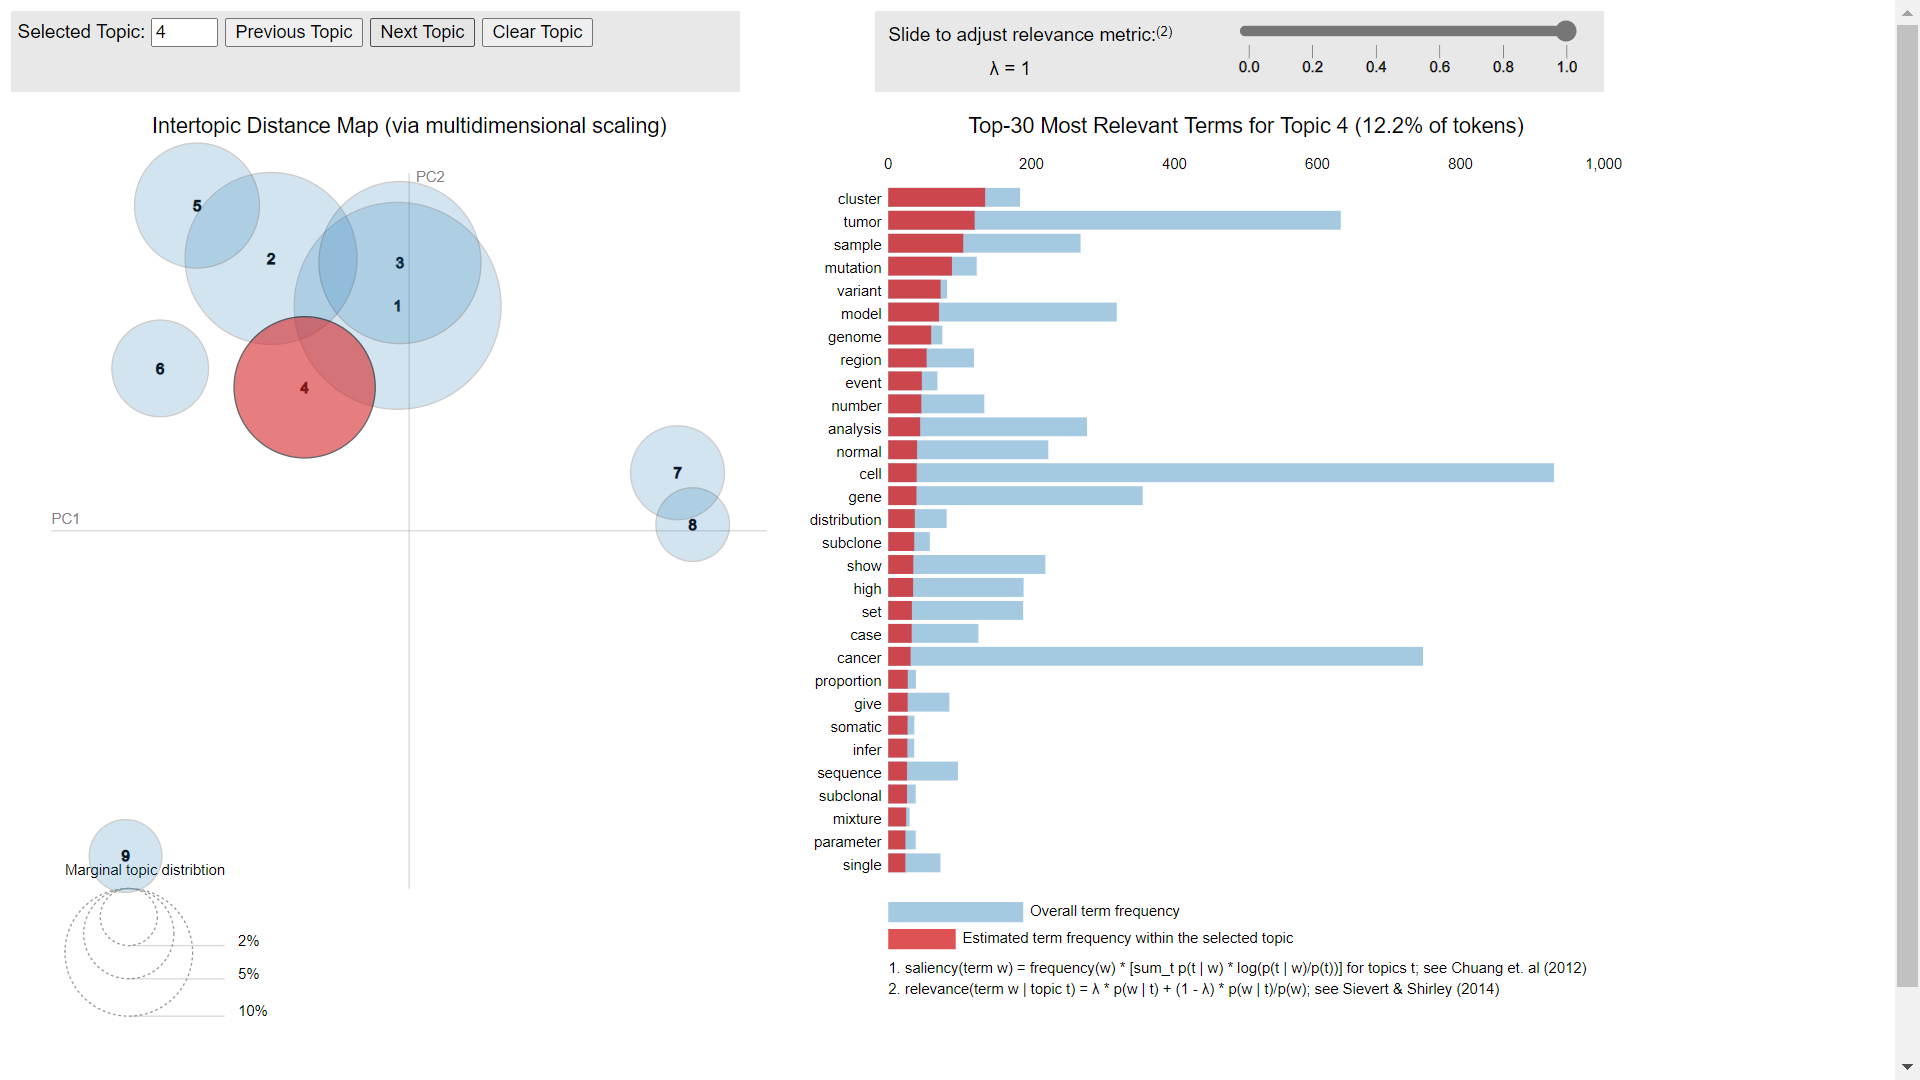 Selected Topic: 4 Previous Topic Next Topic Clear Topic
Slide to adjust relevance metric:(2)
λ = 1
0.0 0.2 0.4 0.6 0.8 1.0
Intertopic Distance Map (via multidimensional scaling)
PC2
PC1
5
2
3
1
6
4
7
8
9
Marginal topic distribtion
2%
5%
10%
Top-30 Most Relevant Terms for Topic 4 (12.2% of tokens)
0 200 400 600 800 1,000
cluster
tumor
sample
mutation
variant
model
genome
region
event
number
analysis
normal
cell
gene
distribution
subclone
show
high
set
case
cancer
proportion
give
somatic
infer
sequence
subclonal
mixture
parameter
single
Overall term frequency
Estimated term frequency within the selected topic
1. saliency(term w) = frequency(w) * [sum_t p(t | w) * log(p(t | w)/p(t))] for topics t; see Chuang et. al (2012)
2. relevance(term w | topic t) = λ * p(w | t) + (1 - λ) * p(w | t)/p(w); see Sievert & Shirley (2014)